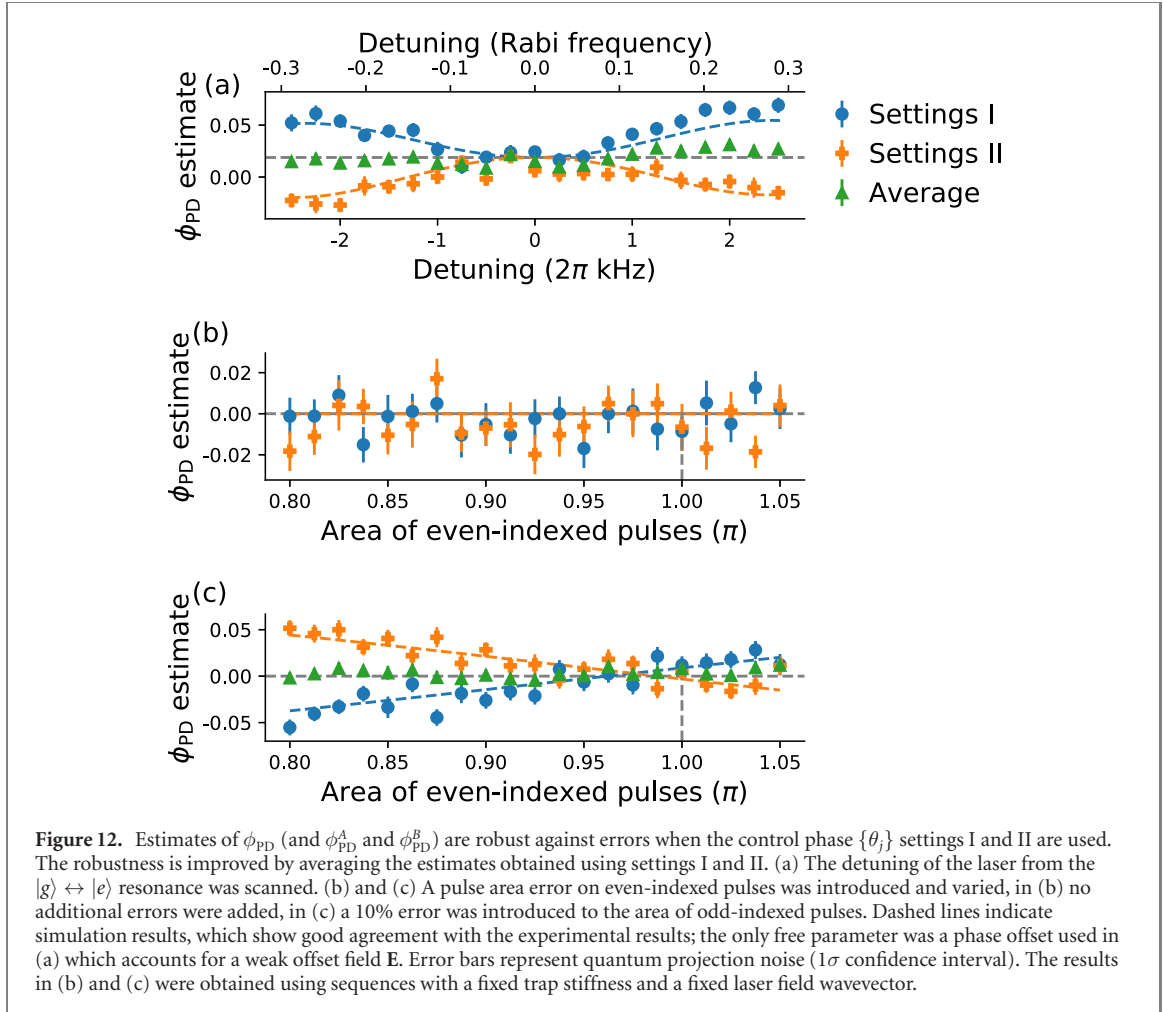 Detuning (Rabi frequency)
-0.3 -0.2 -0.1 0.0 0.1 0.2 0.3
(a)
0.05
0.00
ϕPD estimate
Settings I
Settings II
Average
-2 -1 0 1 2
Detuning (2π kHz)
(b)
0.02
0.00
-0.02
ϕPD estimate
0.80 0.85 0.90 0.95 1.00 1.05
Area of even-indexed pulses (π)
(c)
0.05
0.00
-0.05
ϕPD estimate
0.80 0.85 0.90 0.95 1.00 1.05
Area of even-indexed pulses (π)
Figure 12. Estimates of ϕPD (and ϕ^A_PD and ϕ^B_PD) are robust against errors when the control phase {θj} settings I and II are used.
The robustness is improved by averaging the estimates obtained using settings I and II. (a) The detuning of the laser from the
|g⟩ ↔ |e⟩ resonance was scanned. (b) and (c) A pulse area error on even-indexed pulses was introduced and varied, in (b) no
additional errors were added, in (c) a 10% error was introduced to the area of odd-indexed pulses. Dashed lines indicate
simulation results, which show good agreement with the experimental results; the only free parameter was a phase offset used in
(a) which accounts for a weak offset field E. Error bars represent quantum projection noise (1σ confidence interval). The results
in (b) and (c) were obtained using sequences with a fixed trap stiffness and a fixed laser field wavevector.